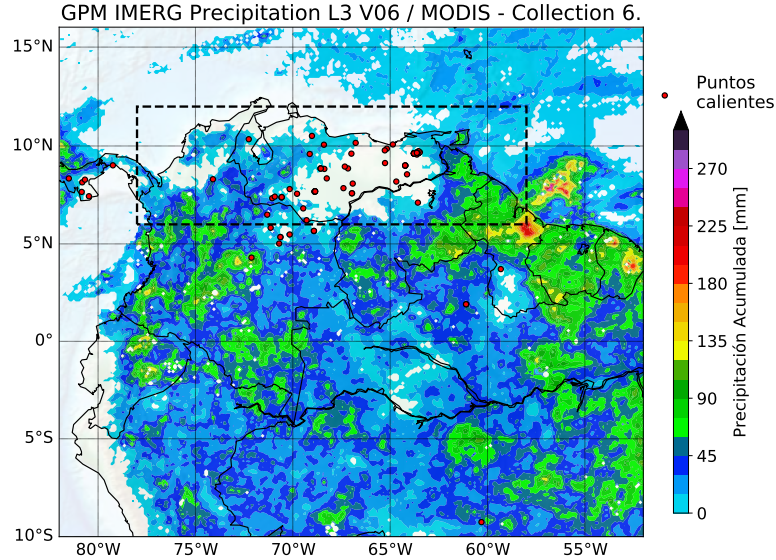 GPM IMERG Precipitation L3 V06 / MODIS - Collection 6.
15°N
10°N
5°N
0°
5°S
10°S
80°W
75°W
70°W
65°W
60°W
55°W
Puntos
calientes
270
225
180
135
90
45
0
Precipitación Acumulada [mm]